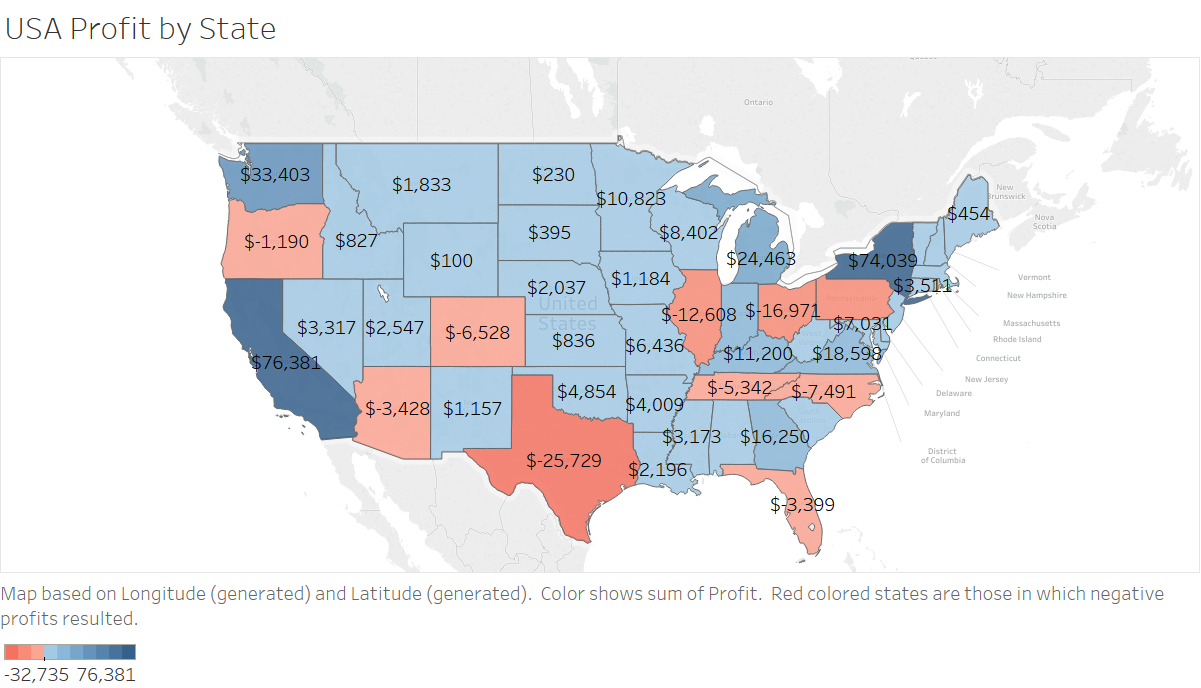 USA Profit by State
Ontario
New
Brunswick
Nova
Scotia
$33,403
$1,833
$230
$10,823
$454
$-1,190
$827
$395
$8,402
$24,463
$74,039
$100
$2,037
$1,184
$3,511
Vermont
New Hampshire
United
States
$3,317
$2,547
$-6,528
$836
$6,436
$-12,608
$-16,971
$7,031
Massachusetts
Rhode Island
Connecticut
$76,381
$11,200
$18,598
New Jersey
Delaware
Maryland
$-3,428
$1,157
$4,854
$4,009
$-5,342
$-7,491
$3,173
$16,250
District
of Columbia
$-25,729
$2,196
$-3,399
Map based on Longitude (generated) and Latitude (generated).  Color shows sum of Profit.  Red colored states are those in which negative
profits resulted.
-32,735 76,381